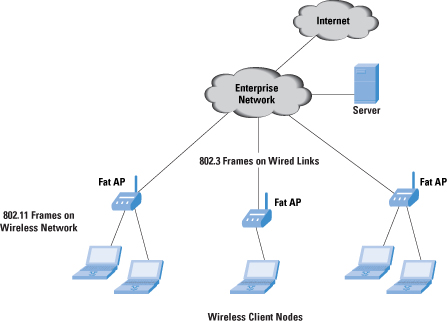 Internet
Enterprise
Network
Server
802.3 Frames on Wired Links
Fat AP
Fat AP
Fat AP
802.11 Frames on
Wireless Network
Wireless Client Nodes